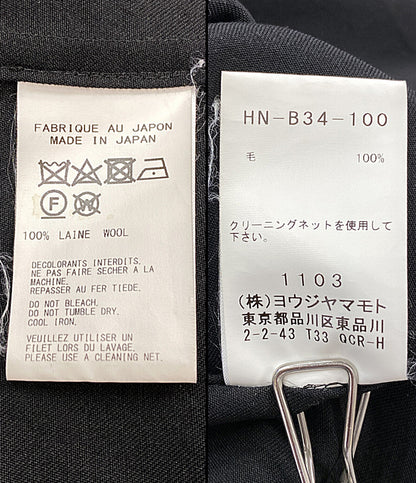 FABRIQUE AU JAPON
MADE IN JAPAN
F
W
100% LAINE WOOL
DECOLORANTS INTERDITS.
NE PAS FAIRE SECHER A LA
MACHINE.
REPASSER AU FER TIEDE.
DO NOT BLEACH.
DO NOT TUMBLE DRY.
COOL IRON.
VEUILLEZ UTILISER UN
FILET LORS DU LAVAGE.
PLEASE USE A CLEANING NET.
HN-B34-100
毛 100%
クリーニングネットを使用して
下さい。
1103
(株)ヨウジヤマモト
東京都品川区東品川
2-2-43 T33 QCR-H